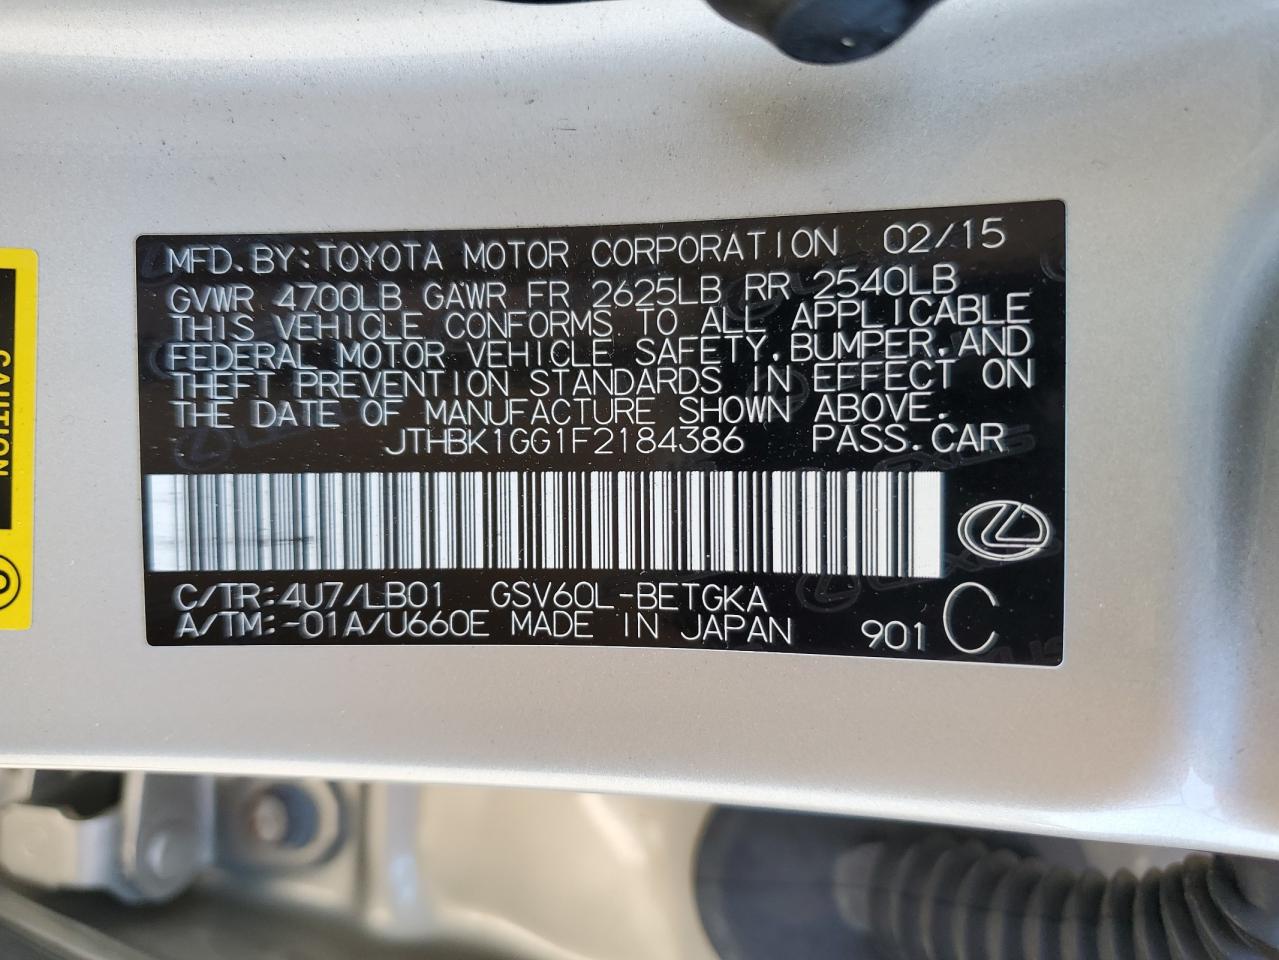 MFD.BY:TOYOTA MOTOR CORPORATION 02/15
GVWR 4700LB GAWR FR 2625LB RR 2540LB
THIS VEHICLE CONFORMS TO ALL APPLICABLE
FEDERAL MOTOR VEHICLE SAFETY,BUMPER,AND
THEFT PREVENTION STANDARDS IN EFFECT ON
THE DATE OF MANUFACTURE SHOWN ABOVE.
JTHBK1GG1F2184386 PASS.CAR
C/TR:4U7/LB01 GSV60L-BETGKA
A/TM:-01A/U660E MADE IN JAPAN 901 C
CAUTION